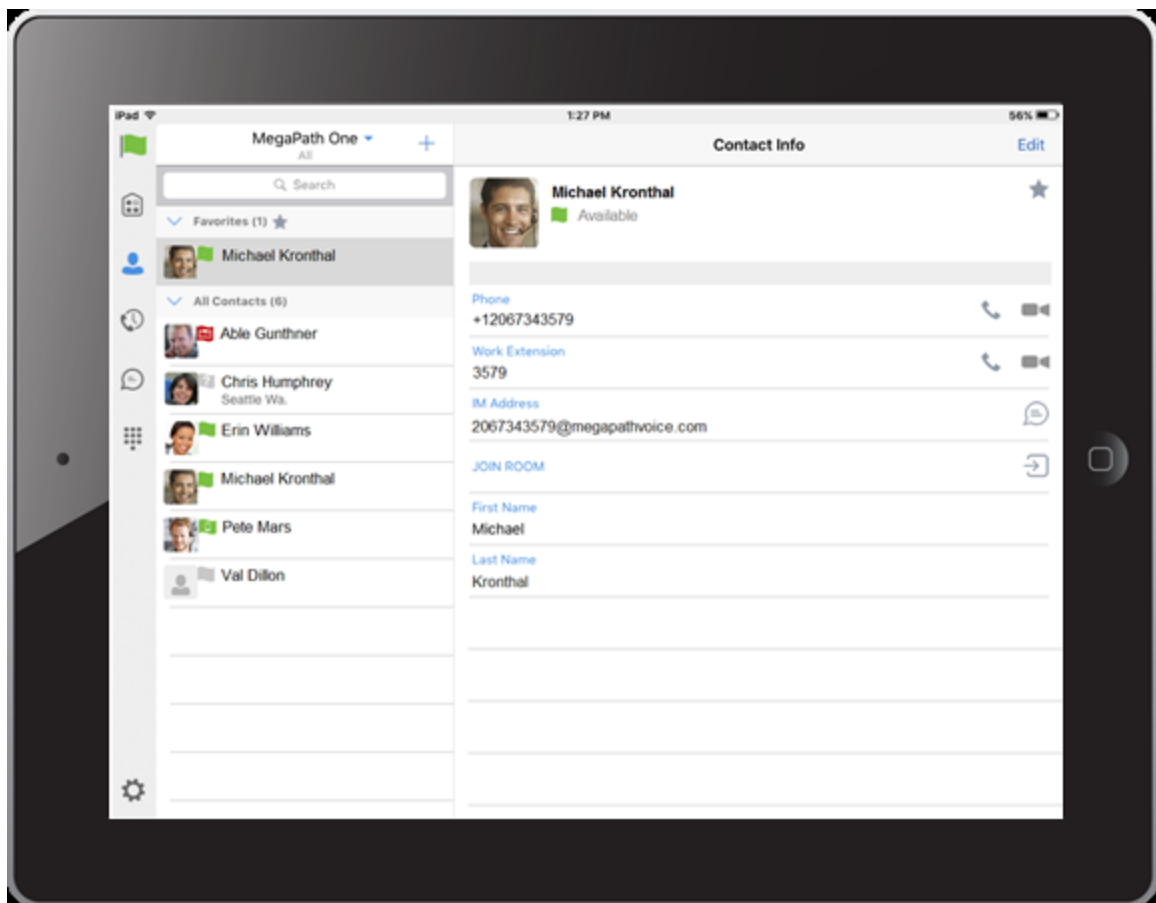 iPad 1:27 PM 56%
MegaPath One
All
Search
Favorites (1)
Michael Kronthal
All Contacts (6)
Able Gunthner
Chris Humphrey
Seattle Wa.
Erin Williams
Michael Kronthal
Pete Mars
Val Dillon
Contact Info Edit
Michael Kronthal
Available
Phone
+12067343579
Work Extension
3579
IM Address
2067343579@megapathvoice.com
JOIN ROOM
First Name
Michael
Last Name
Kronthal